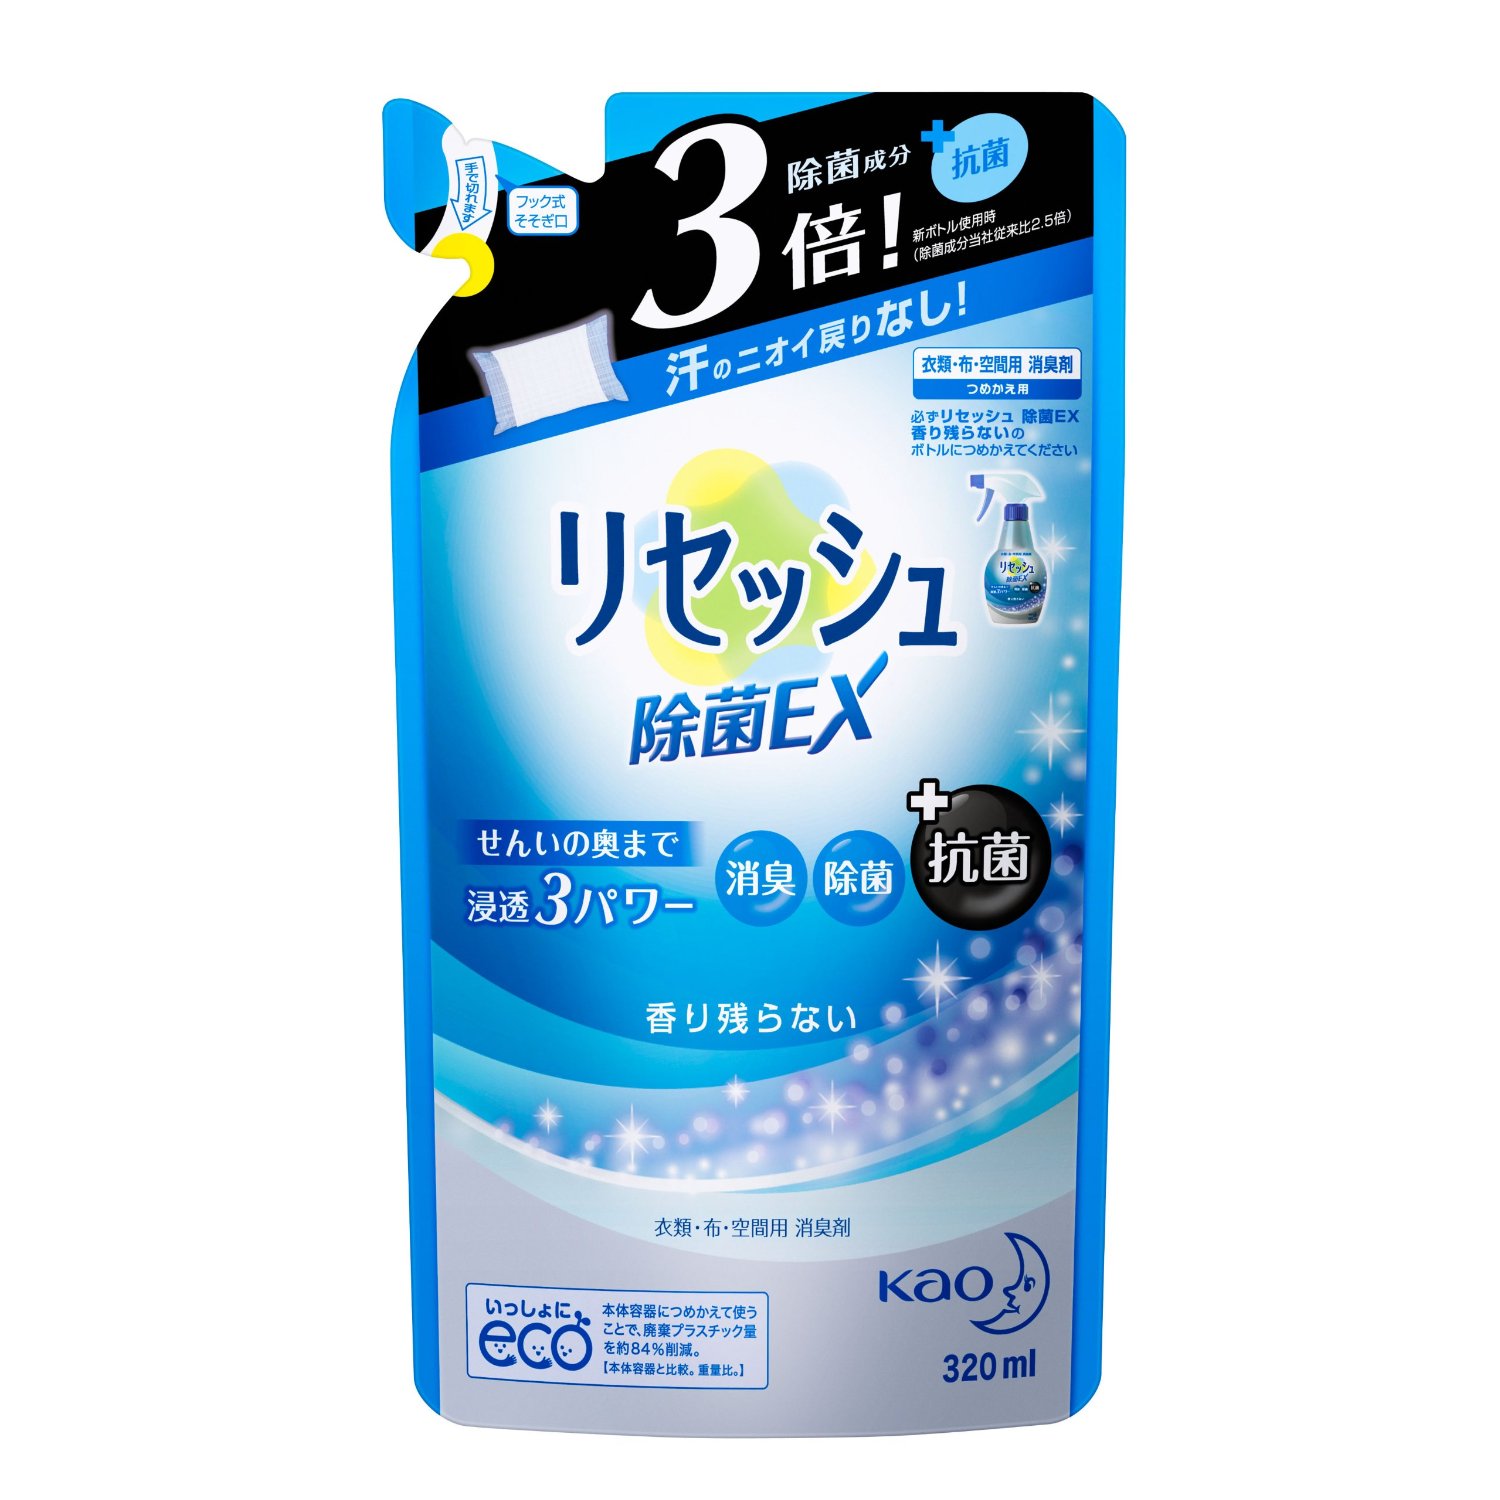 手で切れます
フック式
そそぎ口
3倍！
除菌成分
+抗菌
新ボトル使用時
（除菌成分当社従来比2.5倍）
汗のニオイ戻りなし！
衣類・布・空間用 消臭剤
つめかえ用
必ずリセッシュ 除菌EX
香り残らないの
ボトルにつめかえてください
リセッシュ
除菌EX
リセッシュ
除菌EX
せんいの奥まで
浸透3パワー
消臭
除菌
+抗菌
香り残らない
衣類・布・空間用 消臭剤
いっしょに
eco
本体容器につめかえて使う
ことで、廃棄プラスチック量
を約84%削減。
【本体容器と比較。重量比。】
Kao
320ml